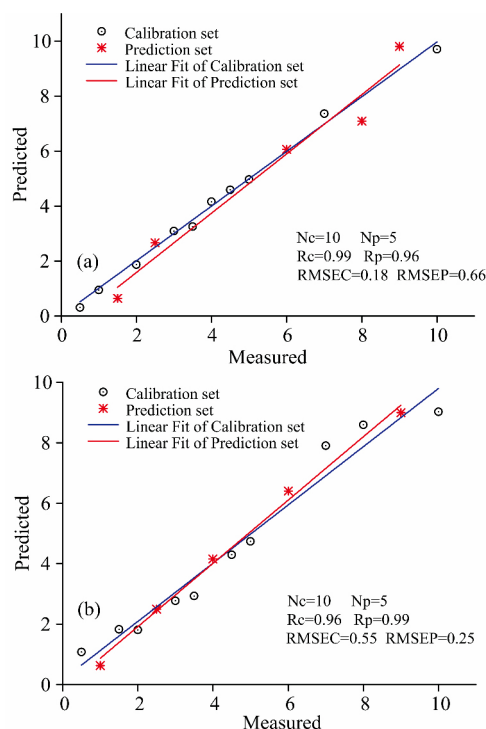 10
8
6
4
2
0
Predicted
Calibration set
Prediction set
Linear Fit of Calibration set
Linear Fit of Prediction set
(a)
Nc=10 Np=5
Rc=0.99 Rp=0.96
RMSEC=0.18 RMSEP=0.66
0 2 4 6 8 10
Measured
10
8
6
4
2
0
Predicted
Calibration set
Prediction set
Linear Fit of Calibration set
Linear Fit of Prediction set
(b)
Nc=10 Np=5
Rc=0.96 Rp=0.99
RMSEC=0.55 RMSEP=0.25
0 2 4 6 8 10
Measured